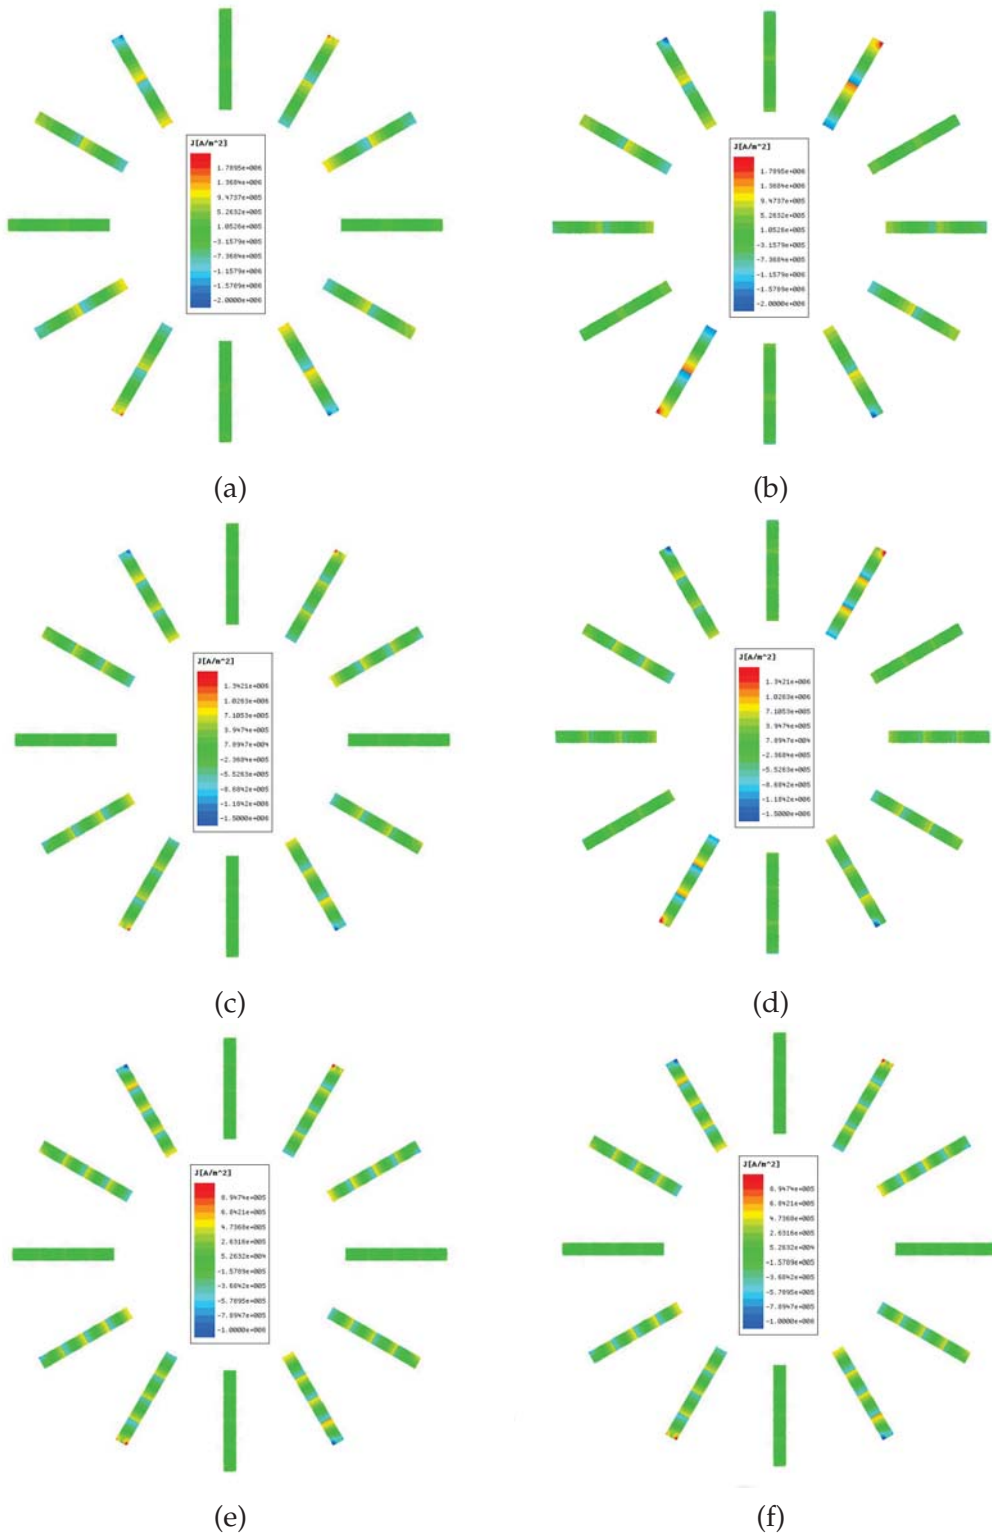 J[A/m^2]
1.7895e+006
1.3684e+006
9.4737e+005
5.2632e+005
1.0526e+005
-3.1579e+005
-7.3684e+005
-1.1579e+006
-1.5789e+006
-2.0000e+006
(a)
J[A/m^2]
1.7895e+006
1.3684e+006
9.4737e+005
5.2632e+005
1.0526e+005
-3.1579e+005
-7.3684e+005
-1.1579e+006
-1.5789e+006
-2.0000e+006
(b)
J[A/m^2]
1.3421e+006
1.0263e+006
7.1053e+005
3.9474e+005
7.8947e+004
-2.3684e+005
-5.5263e+005
-8.6842e+005
-1.1842e+006
-1.5000e+006
(c)
J[A/m^2]
1.3421e+006
1.0263e+006
7.1053e+005
3.9474e+005
7.8947e+004
-2.3684e+005
-5.5263e+005
-8.6842e+005
-1.1842e+006
-1.5000e+006
(d)
J[A/m^2]
8.9474e+005
6.8421e+005
4.7368e+005
2.6316e+005
5.2632e+004
-1.5789e+005
-3.6842e+005
-5.7895e+005
-7.8947e+005
-1.0000e+006
(e)
J[A/m^2]
8.9474e+005
6.8421e+005
4.7368e+005
2.6316e+005
5.2632e+004
-1.5789e+005
-3.6842e+005
-5.7895e+005
-7.8947e+005
-1.0000e+006
(f)